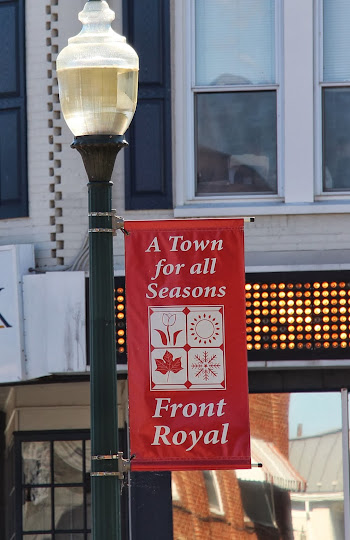 A Town
for all
Seasons
Front
Royal